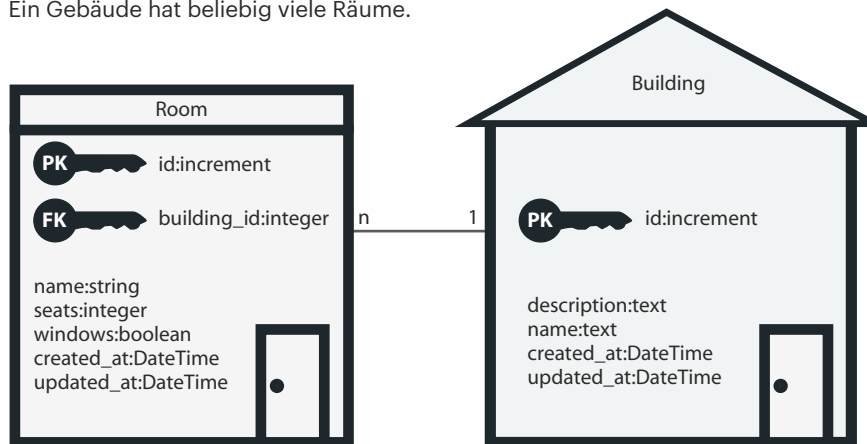 Ein Gebäude hat beliebig viele Räume.
Room
PK id:increment
FK building_id:integer
name:string
seats:integer
windows:boolean
created_at:DateTime
updated_at:DateTime
n 1
Building
PK id:increment
description:text
name:text
created_at:DateTime
updated_at:DateTime